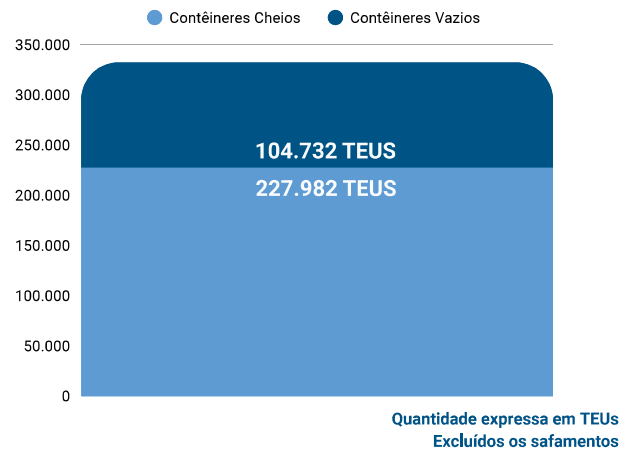 Contêineres Cheios
Contêineres Vazios
350.000
300.000
250.000
200.000
150.000
100.000
50.000
0
104.732 TEUS
227.982 TEUS
Quantidade expressa em TEUs
Excluídos os safamentos